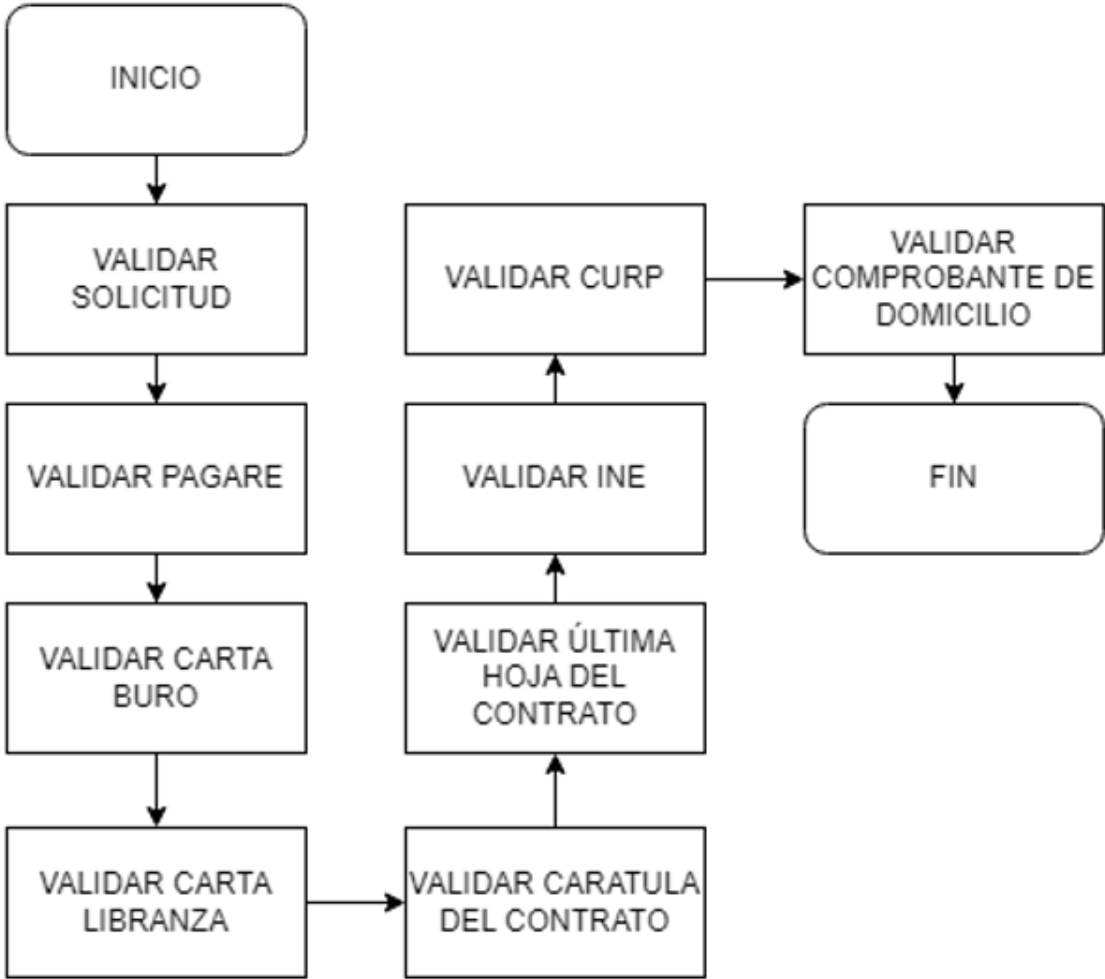 INICIO
VALIDAR
SOLICITUD
VALIDAR PAGARE
VALIDAR CARTA
BURO
VALIDAR CARTA
LIBRANZA
VALIDAR CARATULA
DEL CONTRATO
VALIDAR ÚLTIMA
HOJA DEL
CONTRATO
VALIDAR INE
VALIDAR CURP
VALIDAR
COMPROBANTE DE
DOMICILIO
FIN